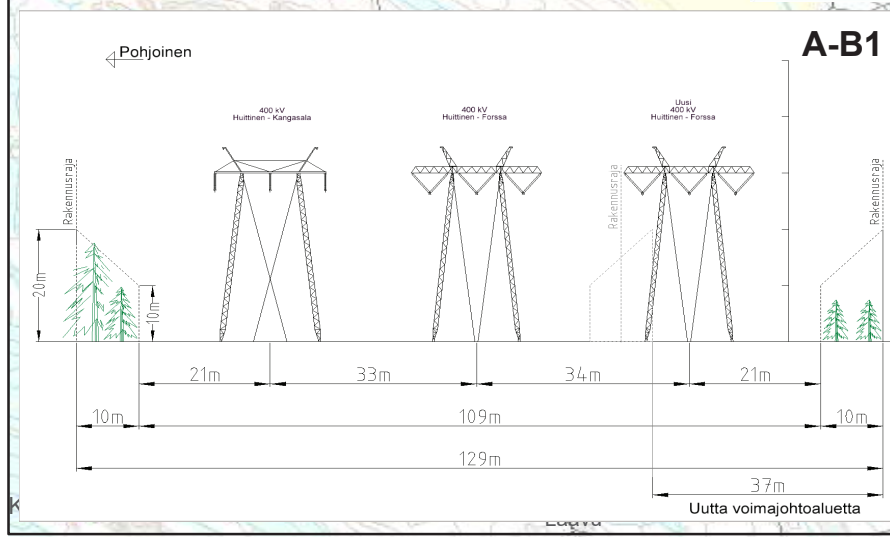 A-B1
Pohjoinen
400 kV
Huittinen - Kangasala
400 kV
Huittinen - Forssa
Uusi
400 kV
Huittinen - Forssa
Rakennusraja
Rakennusraja
Rakennusraja
20m
10m
21m
33m
34m
21m
10m
109m
10m
129m
37m
Uutta voimajohtoaluetta